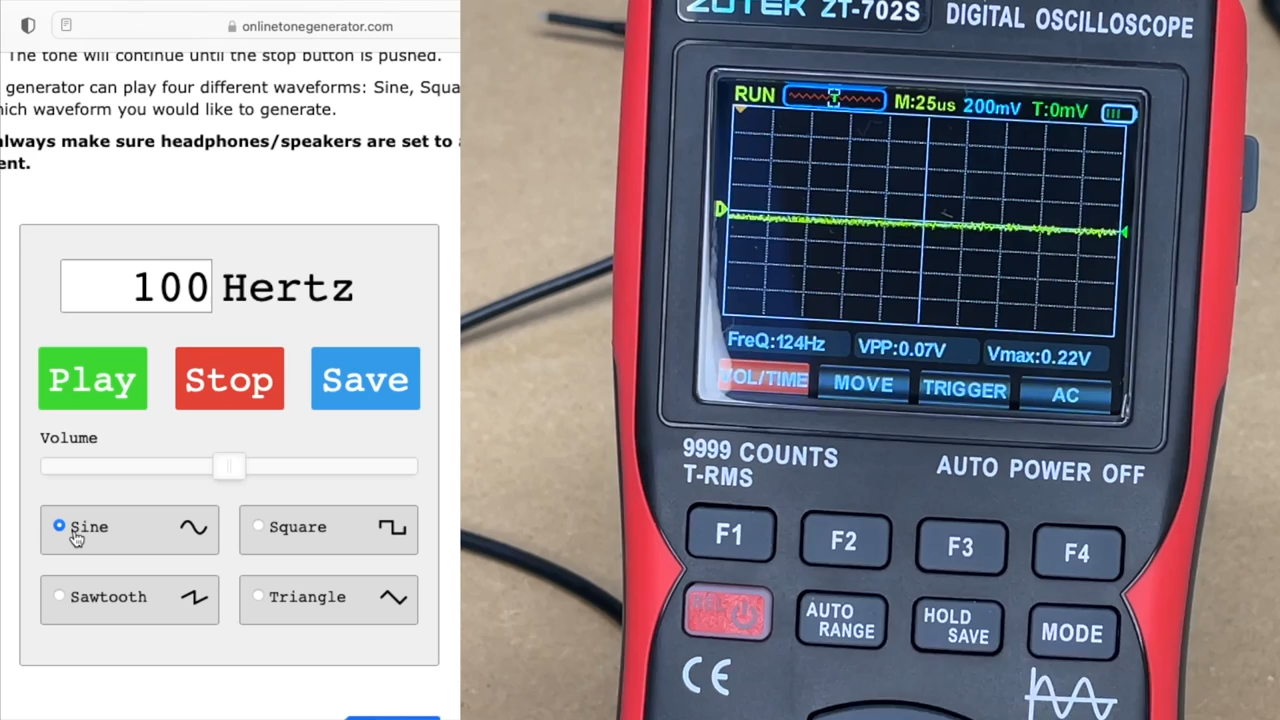 onlinetonegenerator.com
The tone will continue until the stop button is pushed.
generator can play four different waveforms: Sine, Squa
hich waveform you would like to generate.
always make sure headphones/speakers are set to a
ent.
100 Hertz
Play Stop Save
Volume
Sine Square
Sawtooth Triangle
ZOTEK ZT-702S DIGITAL OSCILLOSCOPE
RUN T M:25us 200mV T:0mV
D
FreQ:124Hz VPP:0.07V Vmax:0.22V
VOL/TIME MOVE TRIGGER AC
9999 COUNTS
T-RMS
AUTO POWER OFF
F1 F2 F3 F4
AUTO RANGE
HOLD SAVE
MODE
CE